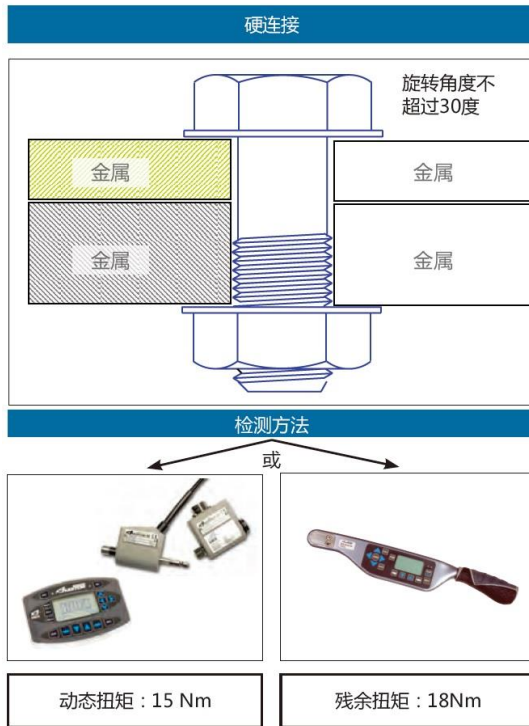 硬连接
旋转角度不
超过30度
金属
金属
金属
金属
检测方法
或
动态扭矩：15 Nm
残余扭矩：18Nm